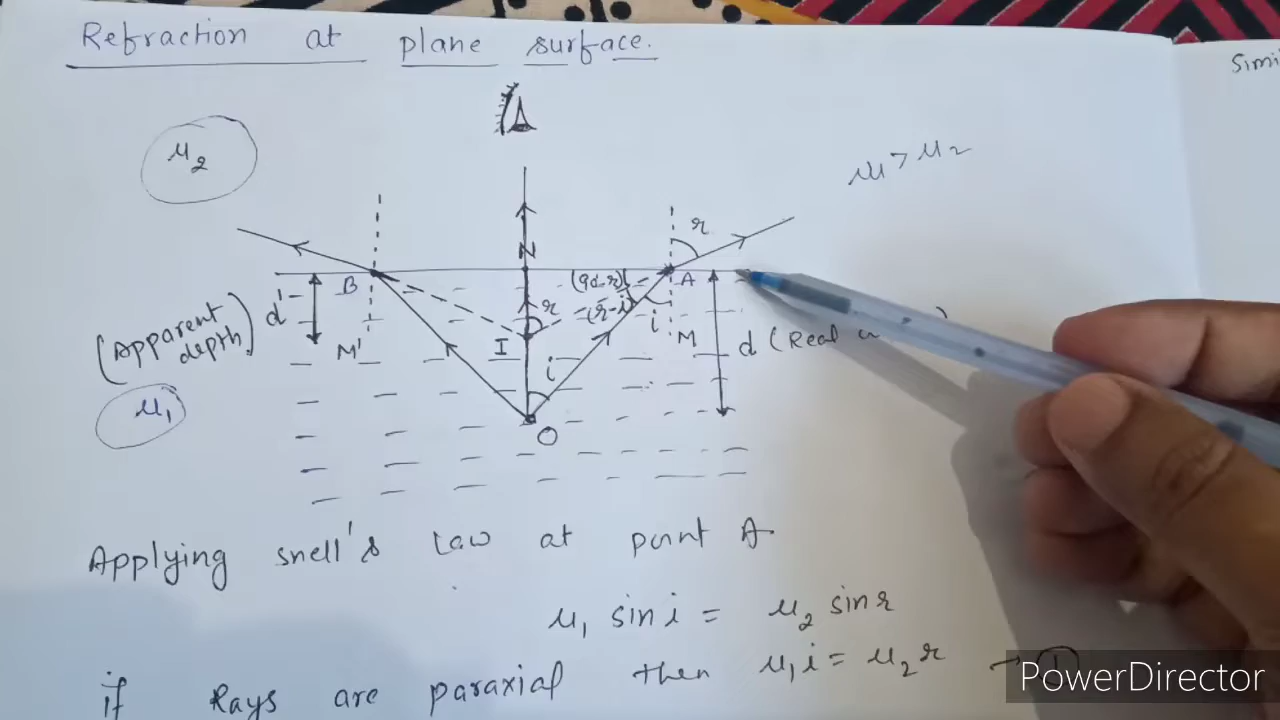 Refraction at plane surface.
Simi
μ2
μ1 > μ2
r
N
B
(90-r)
A
d'
(Apparent depth)
r
(r-i)
i
M'
I
M
d (Real
i
μ1
O
Applying snell's Law at point A
μ1 sin i = μ2 sin r
if Rays are paraxial then μ1 i = μ2 r → ①
PowerDirector